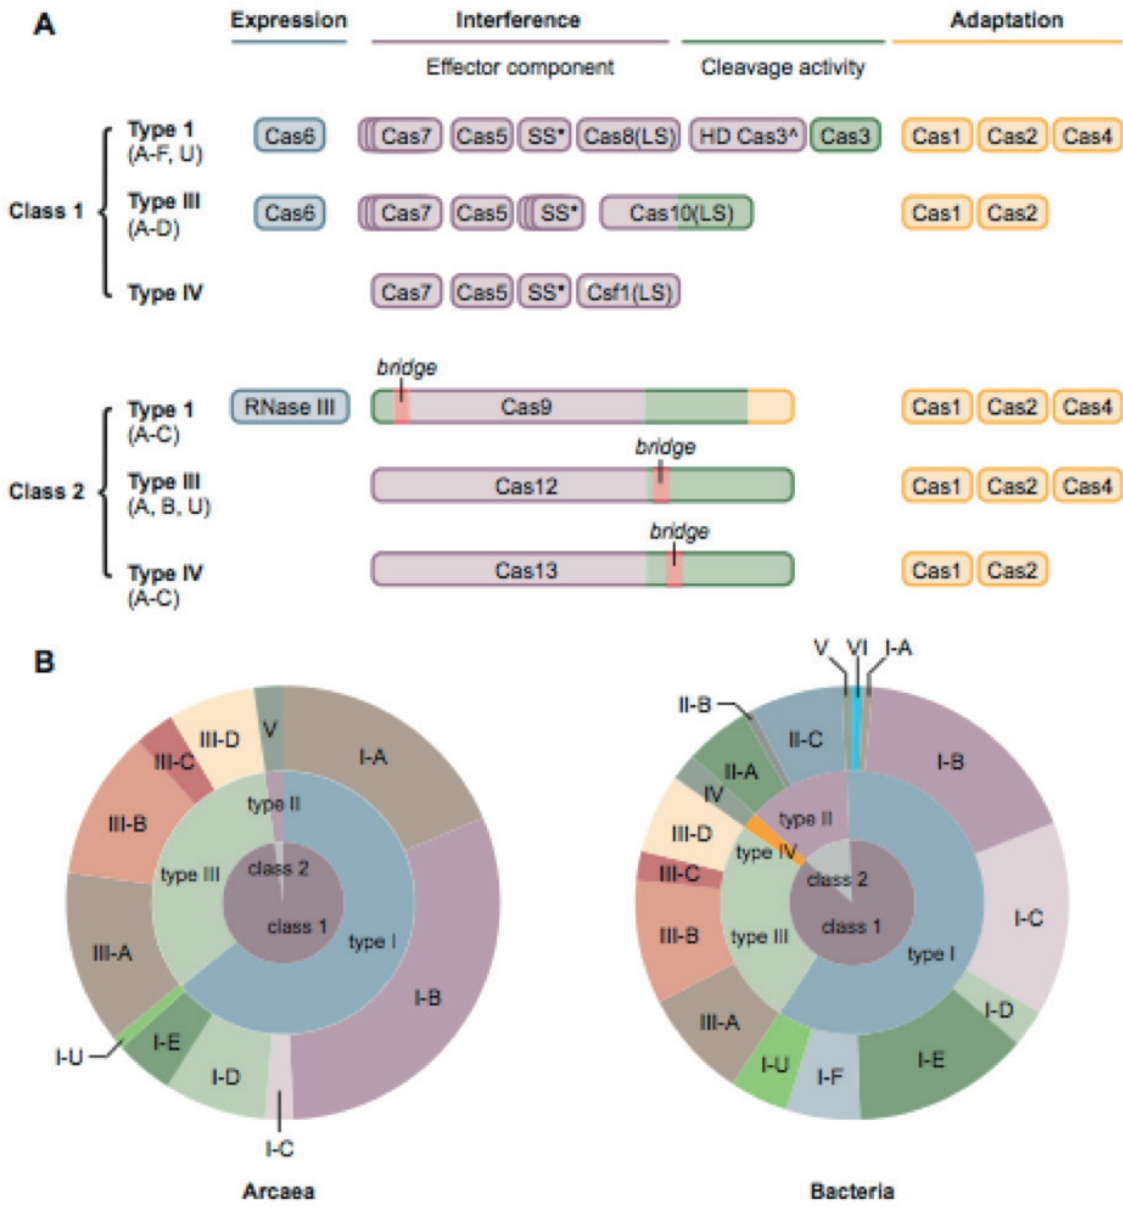 A
Expression Interference Adaptation
Effector component Cleavage activity
Class 1
Type 1
(A-F, U)
Cas6 Cas7 Cas5 SS* Cas8(LS) HD Cas3^ Cas3 Cas1 Cas2 Cas4
Type III
(A-D)
Cas6 Cas7 Cas5 SS* Cas10(LS) Cas1 Cas2
Type IV
Cas7 Cas5 SS* Csf1(LS)
Class 2
bridge
Type 1
(A-C)
RNase III Cas9 Cas1 Cas2 Cas4
bridge
Type III
(A, B, U)
Cas12 Cas1 Cas2 Cas4
bridge
Type IV
(A-C)
Cas13 Cas1 Cas2
B
V
I-A
I-B
I-C
I-D
I-E
I-U
III-A
III-B
III-C
III-D
type II
type III
type I
class 2
class 1
Arcaea
V VI I-A
II-B
II-C
I-B
II-A
IV
III-D
III-C
III-B
III-A
I-U
I-F
I-E
I-D
I-C
type II
type IV
type III
type I
class 2
class 1
Bacteria